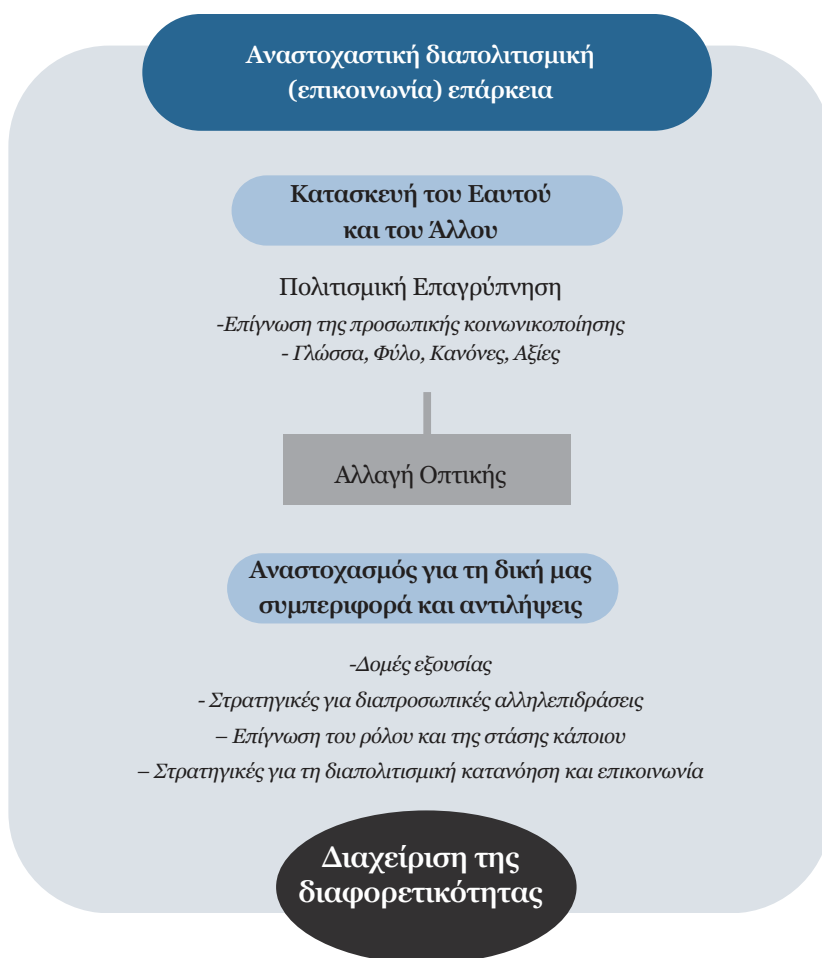 Αναστοχαστική διαπολιτισμική
(επικοινωνία) επάρκεια
Κατασκευή του Εαυτού
και του Άλλου
Πολιτισμική Επαγρύπνηση
-Επίγνωση της προσωπικής κοινωνικοποίησης
- Γλώσσα, Φύλο, Κανόνες, Αξίες
Αλλαγή Οπτικής
Αναστοχασμός για τη δική μας
συμπεριφορά και αντιλήψεις
-Δομές εξουσίας
- Στρατηγικές για διαπροσωπικές αλληλεπιδράσεις
– Επίγνωση του ρόλου και της στάσης κάποιου
– Στρατηγικές για τη διαπολιτισμική κατανόηση και επικοινωνία
Διαχείριση της
διαφορετικότητας